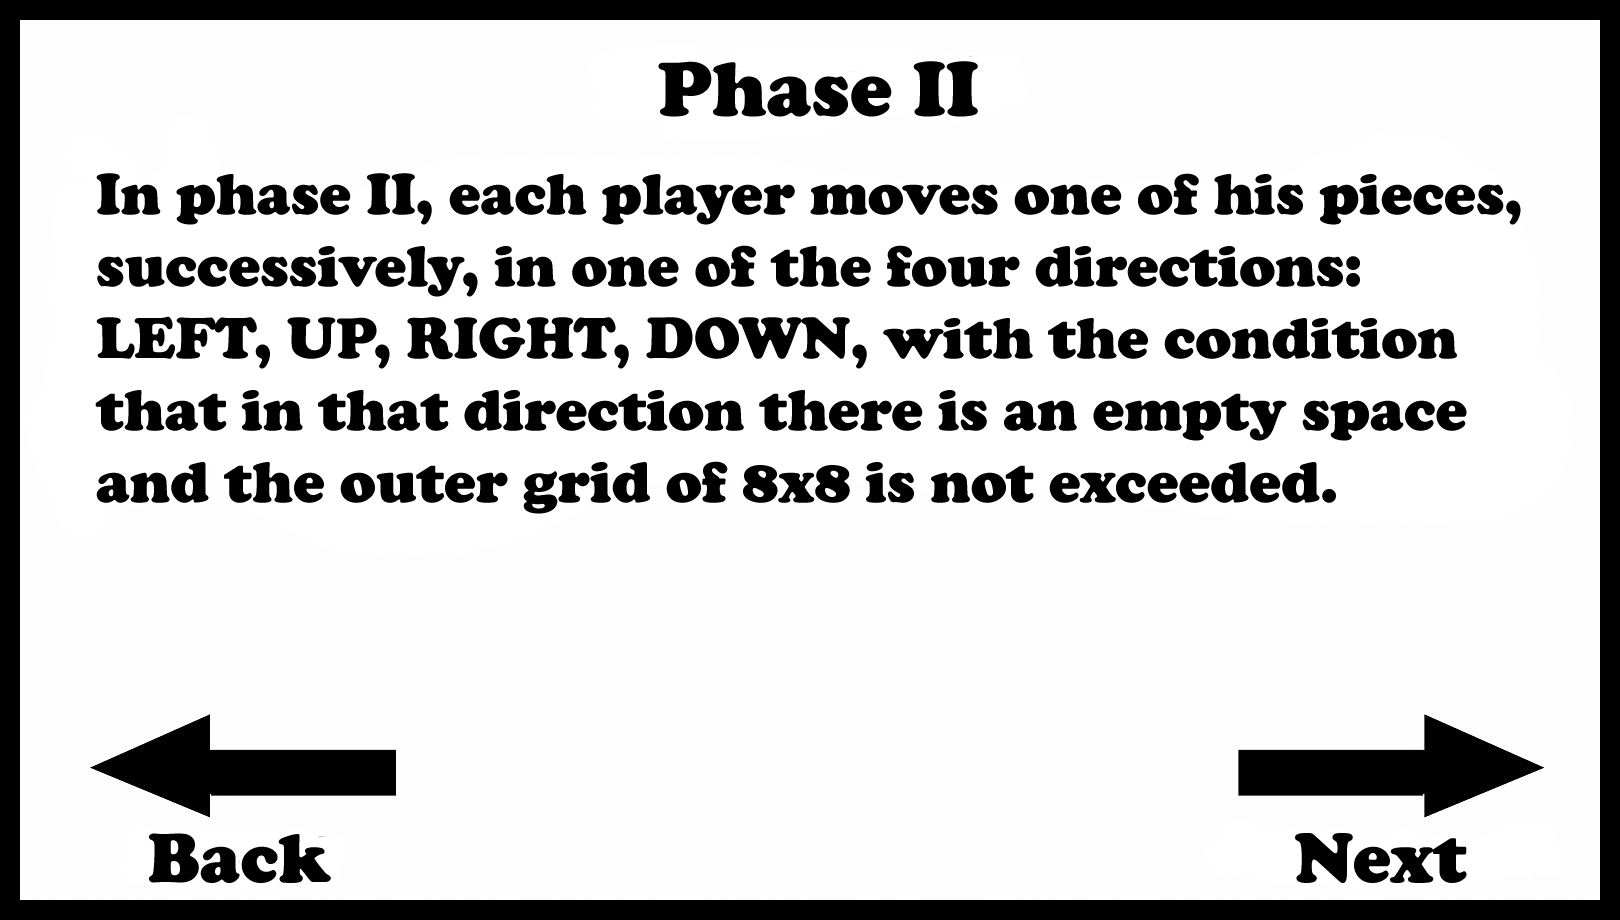 Phase II
In phase II, each player moves one of his pieces,
successively, in one of the four directions:
LEFT, UP, RIGHT, DOWN, with the condition
that in that direction there is an empty space
and the outer grid of 8x8 is not exceeded.
Back
Next